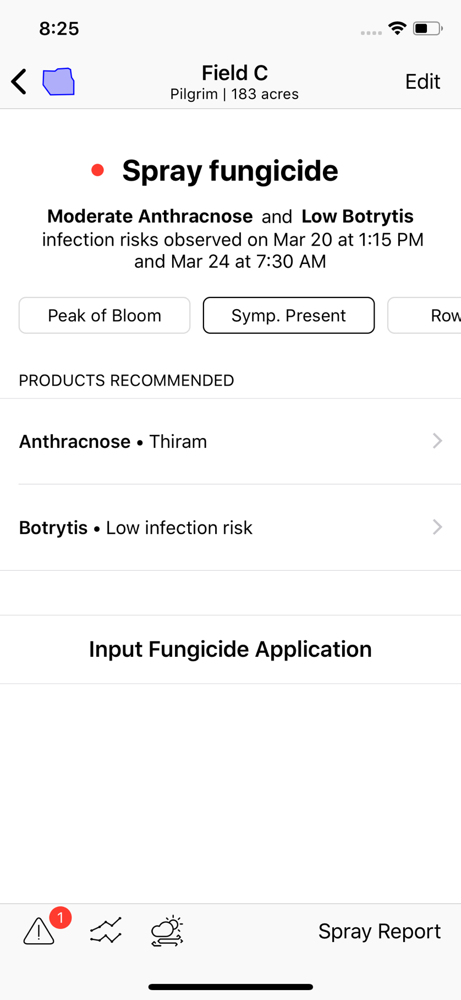 8:25
Field C
Pilgrim | 183 acres
Edit
Spray fungicide
Moderate Anthracnose and Low Botrytis
infection risks observed on Mar 20 at 1:15 PM
and Mar 24 at 7:30 AM
Peak of Bloom
Symp. Present
Row
PRODUCTS RECOMMENDED
Anthracnose • Thiram
Botrytis • Low infection risk
Input Fungicide Application
1
Spray Report